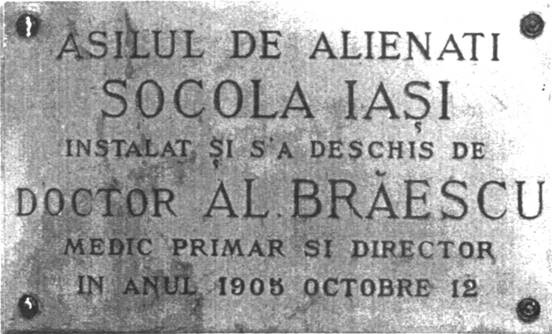 ASILUL DE ALIENATI
SOCOLA IAȘI
INSTALAT ȘI S'A DESCHIS DE
DOCTOR AL. BRĂESCU
MEDIC PRIMAR SI DIRECTOR
IN ANUL 1905 OCTOBRE 12